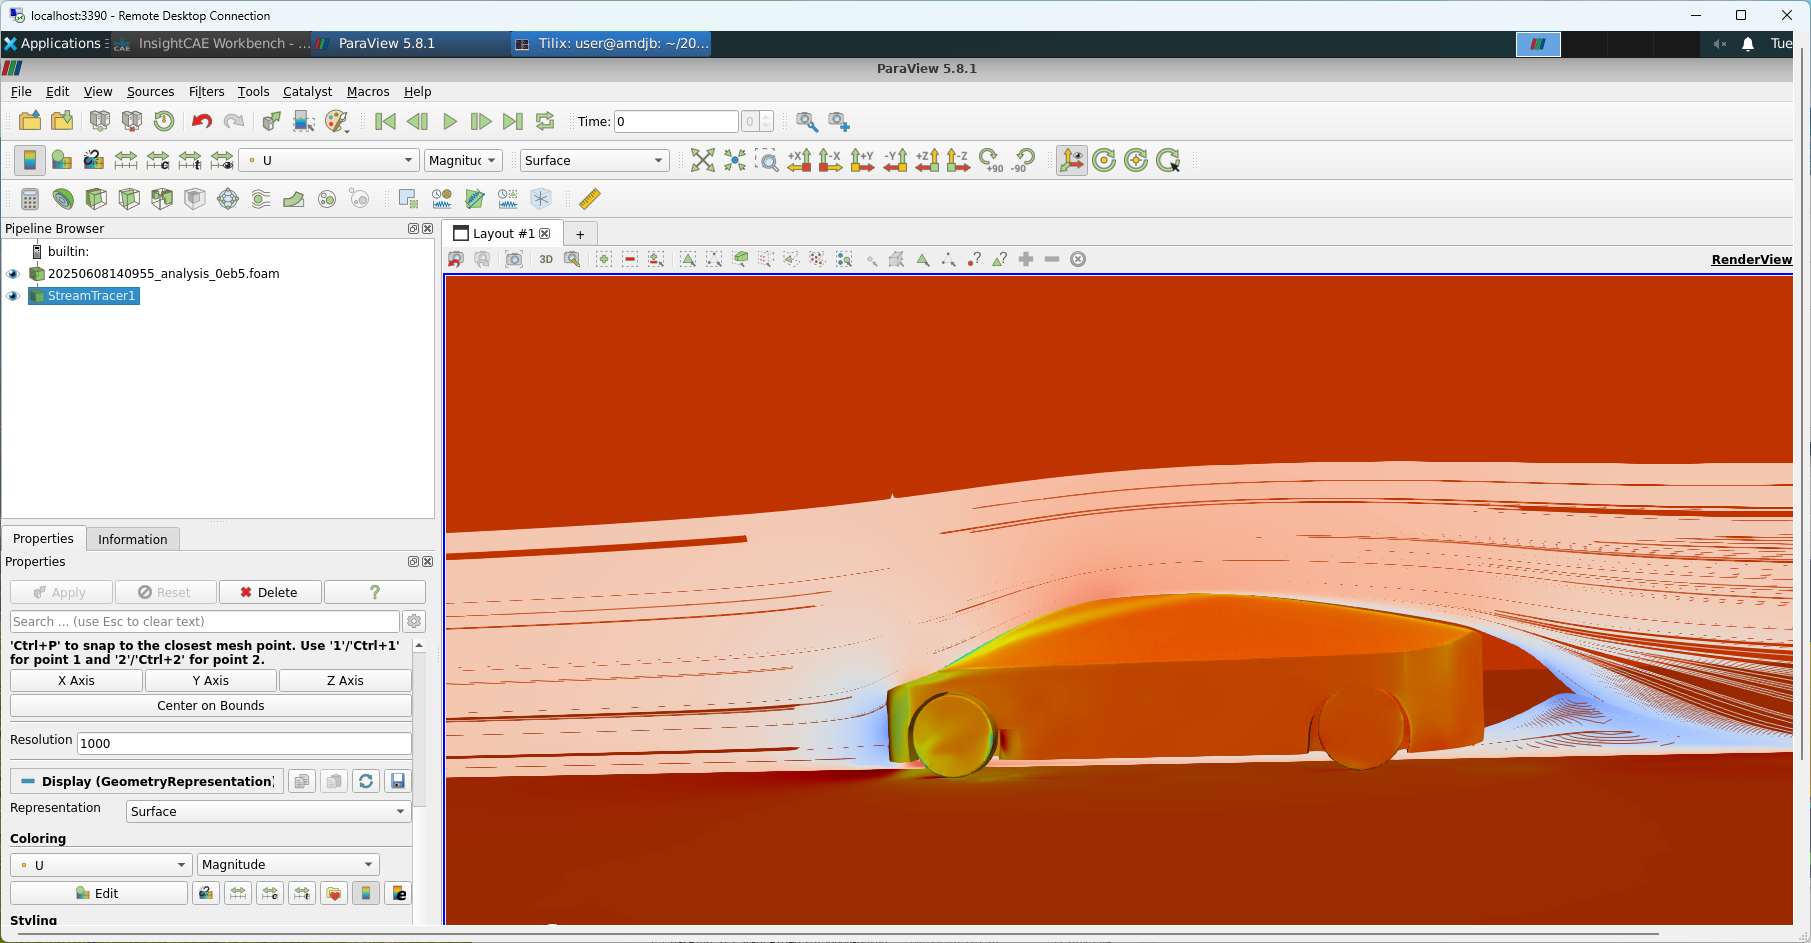 localhost:3390 - Remote Desktop Connection
Applications
InsightCAE Workbench - ...
ParaView 5.8.1
Tilix: user@amdjb: ~/20...
Tue
ParaView 5.8.1
File Edit View Sources Filters Tools Catalyst Macros Help
Time: 0
0
U
Magnituc
Surface
+X -X +Y -Y +Z -Z +90 -90
Pipeline Browser
Layout #1
+
builtin:
3D
RenderView
20250608140955_analysis_0eb5.foam
StreamTracer1
Properties
Information
Properties
Apply
Reset
Delete
?
Search ... (use Esc to clear text)
'Ctrl+P' to snap to the closest mesh point. Use '1'/'Ctrl+1'
for point 1 and '2'/'Ctrl+2' for point 2.
X Axis
Y Axis
Z Axis
Center on Bounds
Resolution 1000
Display (GeometryRepresentation)
Representation Surface
Coloring
U
Magnitude
Edit
Styling